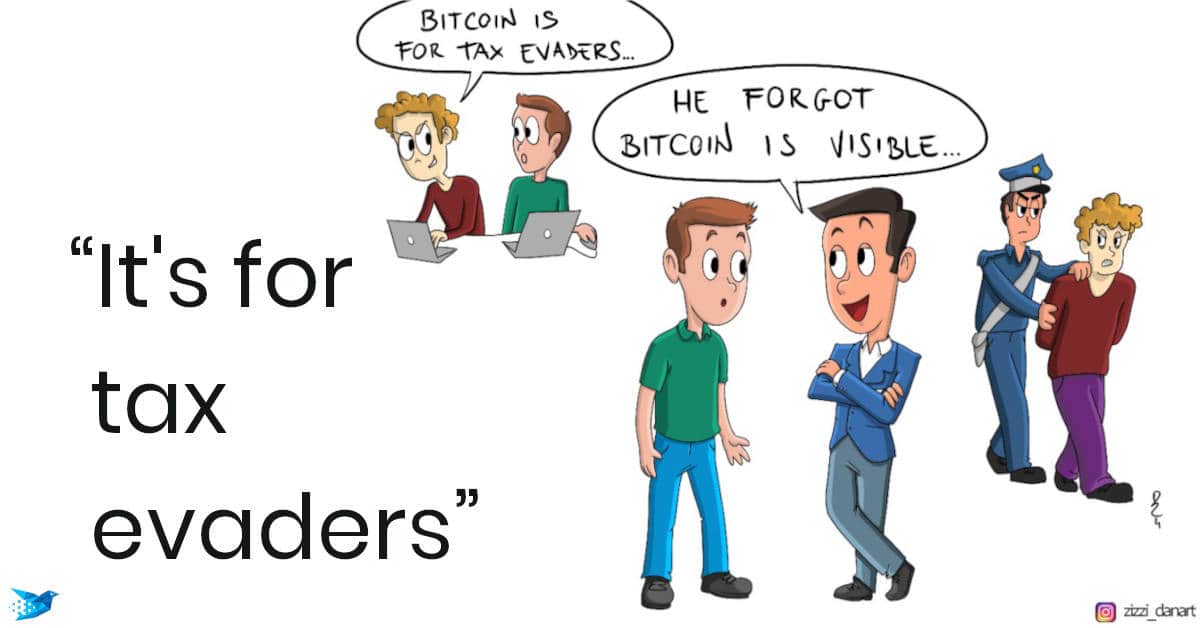 BITCOIN IS
FOR TAX EVADERS...
HE FORGOT
BITCOIN IS VISIBLE...
“It's for
tax
evaders”
zizzi_danart